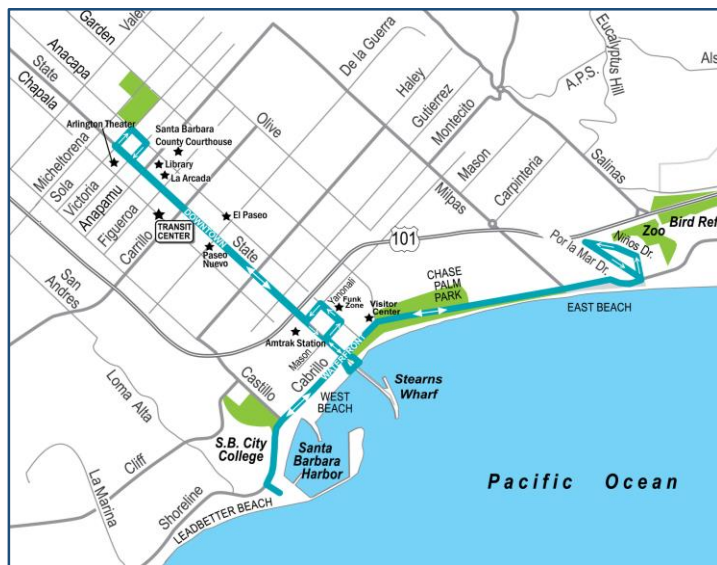 Garden
Valer
Anacapa
State
Chapala
Arlington Theater
Santa Barbara
County Courthouse
Library
La Arcada
Olive
De la Guerra
Haley
Gutierrez
Montecito
Eucalyptus Hill
A.P.S.
Als
Micheltorena
Sola
Victoria
Anapamu
Figueroa
Carrillo
TRANSIT
CENTER
DOWNTOWN
El Paseo
Paseo
Nuevo
State
Mason
Carpinteria
Milpas
Salinas
101
Zoo
Bird Ref
Niños Dr.
Por la Mar Dr.
San
Andres
Yanonali
Funk
Zone
Visitor
Center
CHASE
PALM
PARK
EAST BEACH
Amtrak Station
Mason
Cabrillo
WATERFRONT
Castillo
WEST
BEACH
Stearns
Wharf
Loma Alta
S.B. City
College
Santa
Barbara
Harbor
Cliff
La Marina
Shoreline
LEADBETTER BEACH
Pacific Ocean